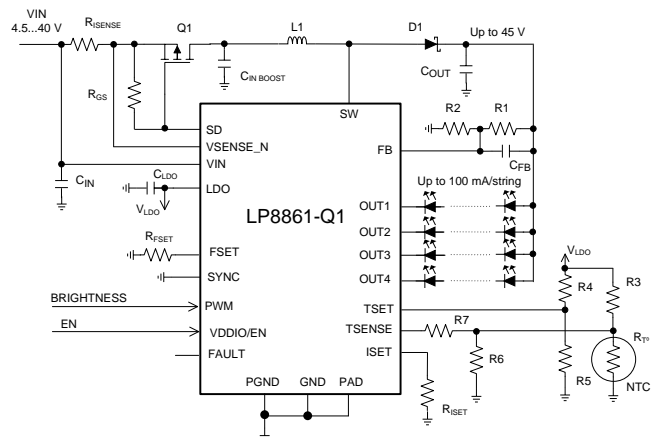 VIN
4.5...40 V
RISENSE
Q1
L1
D1
Up to 45 V
CIN BOOST
COUT
RGS
R2
R1
SW
SD
VSENSE_N
VIN
FB
CFB
CIN
CLDO
LDO
VLDO
Up to 100 mA/string
LP8861-Q1
OUT1
OUT2
OUT3
OUT4
RFSET
FSET
SYNC
VLDO
R4
R3
BRIGHTNESS
PWM
TSET
EN
VDDIO/EN
TSENSE
R7
RT°
FAULT
ISET
R6
R5
NTC
PGND
GND
PAD
RISET